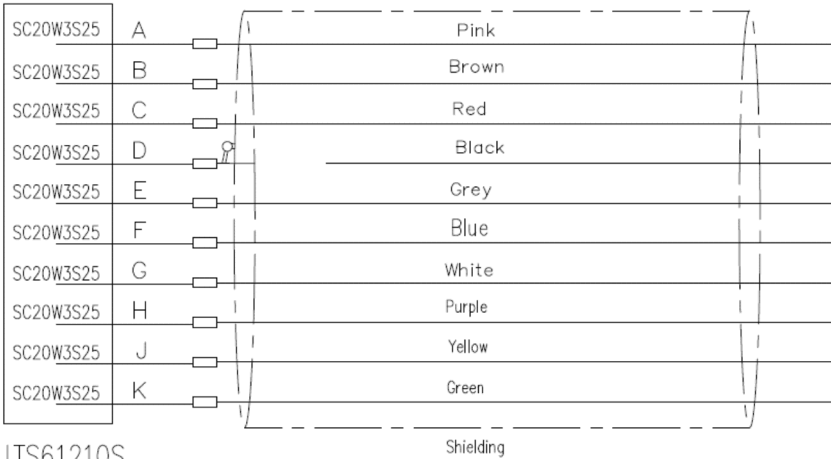 SC20W3S25 A Pink
SC20W3S25 B Brown
SC20W3S25 C Red
SC20W3S25 D Black
SC20W3S25 E Grey
SC20W3S25 F Blue
SC20W3S25 G White
SC20W3S25 H Purple
SC20W3S25 J Yellow
SC20W3S25 K Green
Shielding